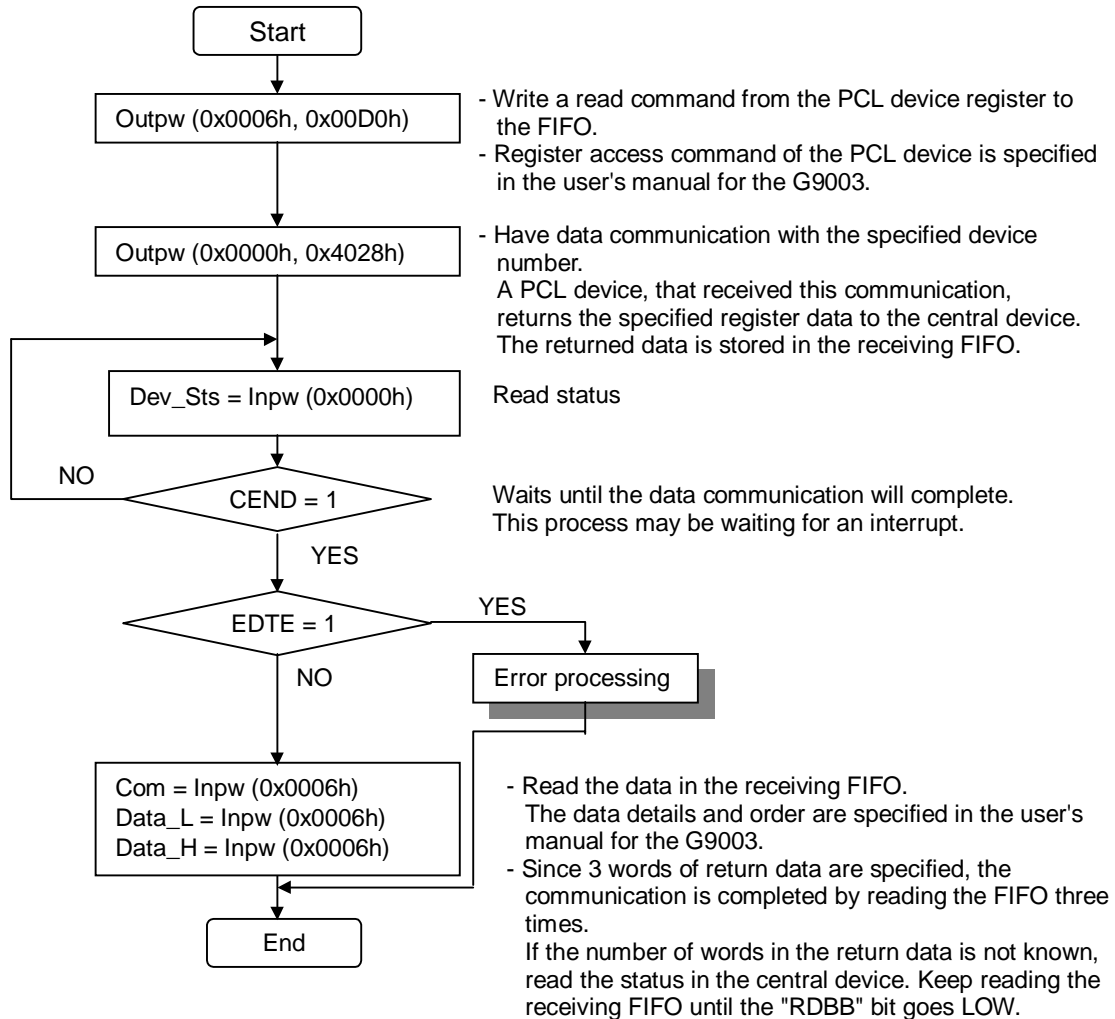 Start
Outpw (0x0006h, 0x00D0h)
- Write a read command from the PCL device register to
the FIFO.
- Register access command of the PCL device is specified
in the user's manual for the G9003.
Outpw (0x0000h, 0x4028h)
- Have data communication with the specified device
number.
A PCL device, that received this communication,
returns the specified register data to the central device.
The returned data is stored in the receiving FIFO.
Dev_Sts = Inpw (0x0000h)
Read status
NO
CEND = 1
Waits until the data communication will complete.
This process may be waiting for an interrupt.
YES
EDTE = 1
YES
Error processing
NO
Com = Inpw (0x0006h)
Data_L = Inpw (0x0006h)
Data_H = Inpw (0x0006h)
- Read the data in the receiving FIFO.
The data details and order are specified in the user's
manual for the G9003.
- Since 3 words of return data are specified, the
communication is completed by reading the FIFO three
times.
If the number of words in the return data is not known,
read the status in the central device. Keep reading the
receiving FIFO until the "RDBB" bit goes LOW.
End